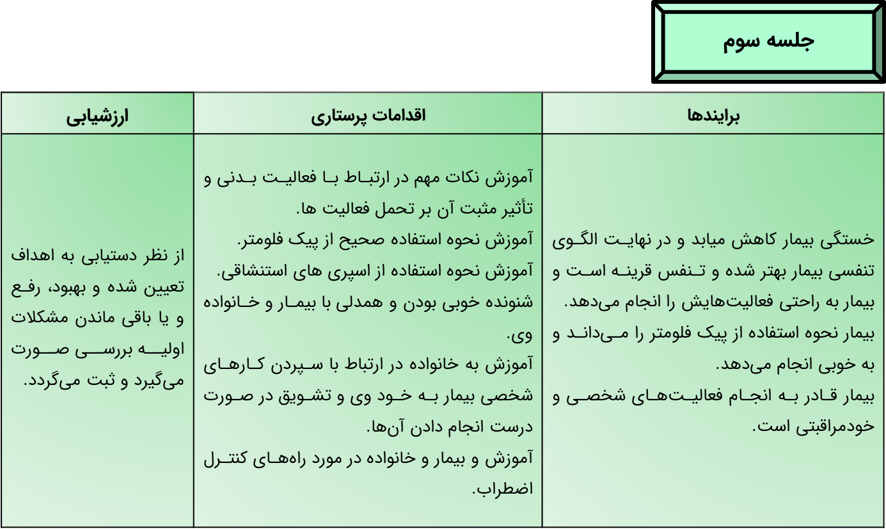 جلسه سوم
برایندها
اقدامات پرستاری
ارزشیابی
خستگی بیمار کاهش میابد و در نهایت الگوی
تنفسی بیمار بهتر شده و تنفس قرینه است و
بیمار به راحتی فعالیت‌هایش را انجام می‌دهد.
بیمار نحوه استفاده از پیک فلومتر را می‌داند و
به خوبی انجام می‌دهد.
بیمار قادر به انجام فعالیت‌های شخصی و
خودمراقبتی است.
آموزش نکات مهم در ارتباط با فعالیت بدنی و
تأثیر مثبت آن بر تحمل فعالیت ها.
آموزش نحوه استفاده صحیح از پیک فلومتر.
آموزش نحوه استفاده از اسپری های استنشاقی.
شنونده خوبی بودن و همدلی با بیمار و خانواده
وی.
آموزش به خانواده در ارتباط با سپردن کارهای
شخصی بیمار به خود وی و تشویق در صورت
درست انجام دادن آن‌ها.
آموزش و بیمار و خانواده در مورد راه‌های کنترل
اضطراب.
از نظر دستیابی به اهداف
تعیین شده و بهبود، رفع
و یا باقی ماندن مشکلات
اولیه بررسی صورت
می‌گیرد و ثبت می‌گردد.